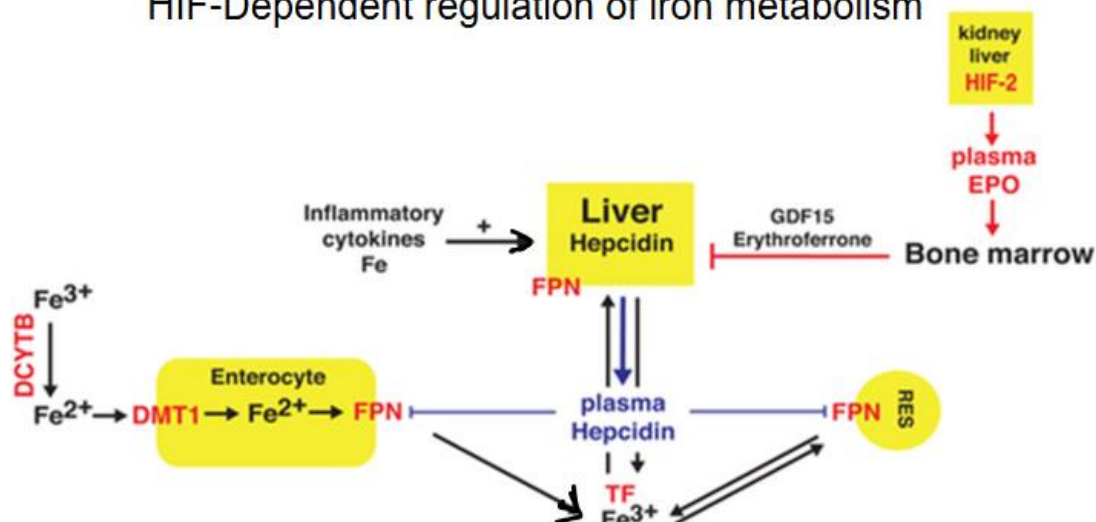 HIF-Dependent regulation of iron metabolism
kidney
liver
HIF-2
plasma
EPO
Bone marrow
GDF15
Erythroferrone
Liver
Hepcidin
FPN
Inflammatory
cytokines
Fe
+
Fe3+
DCYTB
Fe2+
DMT1
Enterocyte
Fe2+
FPN
plasma
Hepcidin
FPN
RES
TF
Fe3+